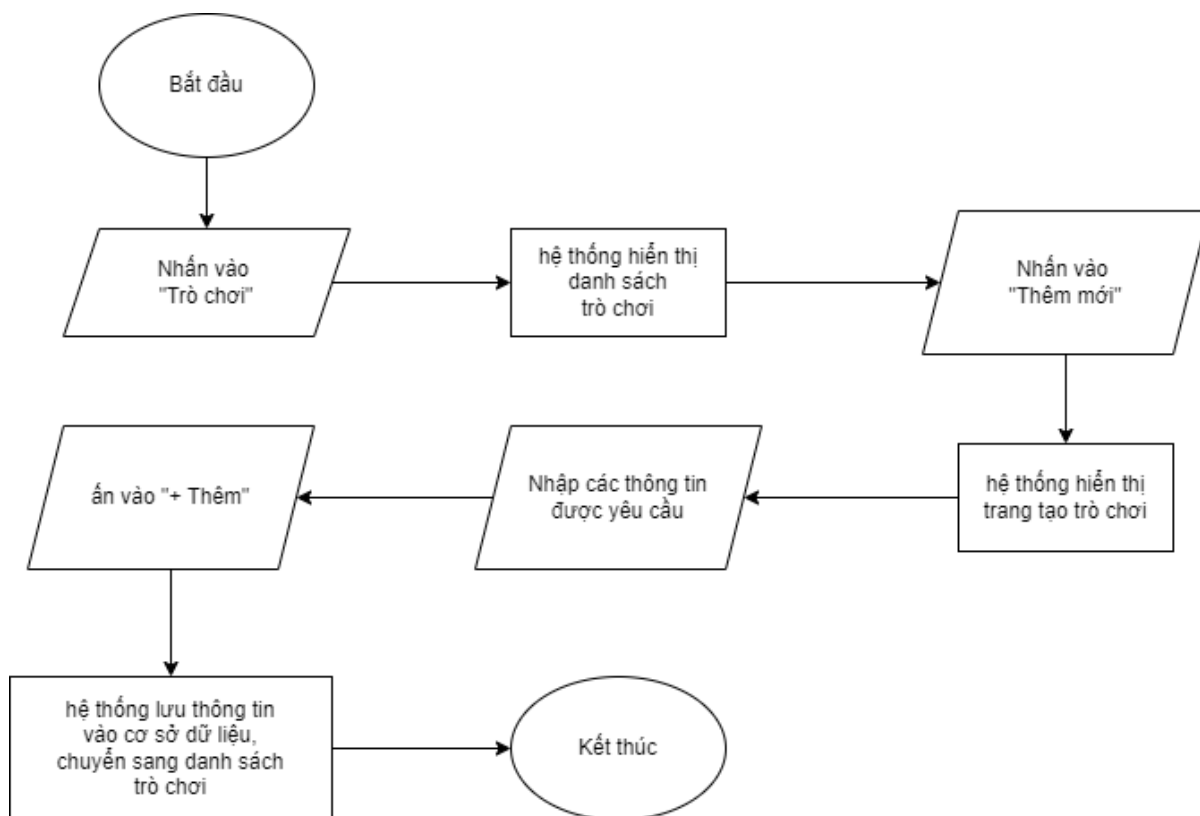 Bắt đầu
Nhấn vào
"Trò chơi"
hệ thống hiển thị
danh sách
trò chơi
Nhấn vào
"Thêm mới"
hệ thống hiển thị
trang tạo trò chơi
Nhập các thông tin
được yêu cầu
ấn vào "+ Thêm"
hệ thống lưu thông tin
vào cơ sở dữ liệu,
chuyển sang danh sách
trò chơi
Kết thúc